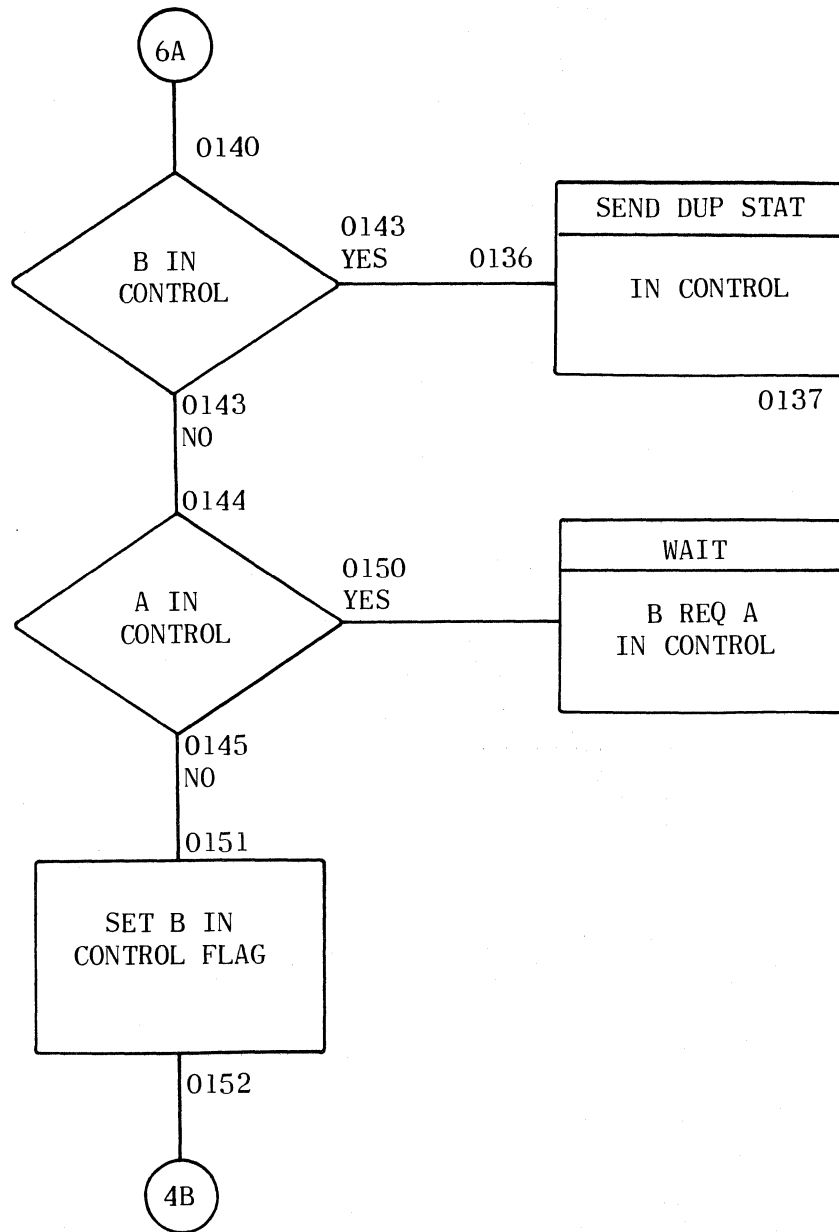 6A
0140
B IN
CONTROL
0143
YES
0136
SEND DUP STAT
IN CONTROL
0137
0143
NO
0144
A IN
CONTROL
0150
YES
WAIT
B REQ A
IN CONTROL
0145
NO
0151
SET B IN
CONTROL FLAG
0152
4B